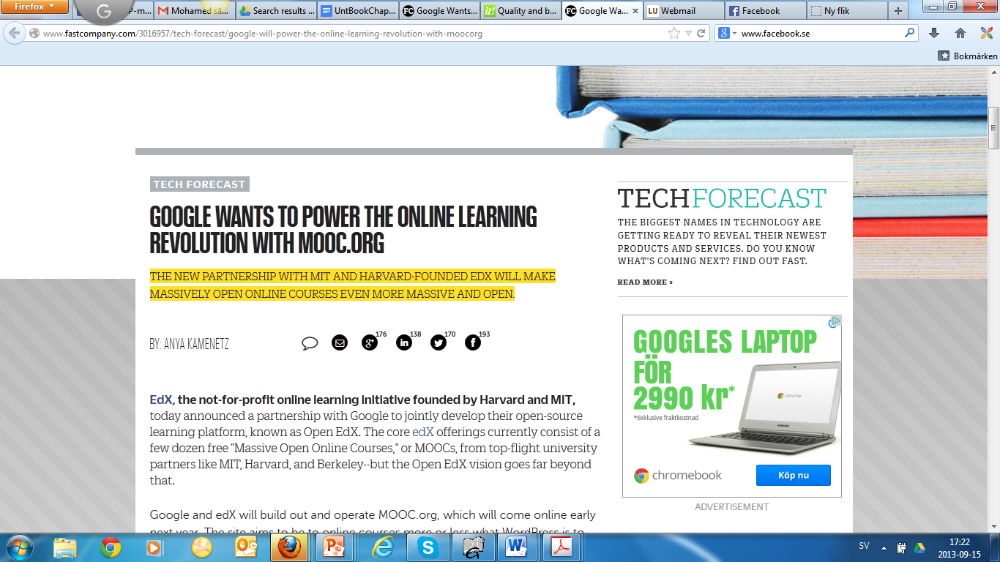 Firefox
P-m...
Mohamed sä...
Search results ...
UntBookChap...
Google Wants...
Quality and b...
Google Wa...
Webmail
Facebook
Ny flik
www.fastcompany.com/3016957/tech-forecast/google-will-power-the-online-learning-revolution-with-moocorg
www.facebook.se
Bokmärken
TECH FORECAST
GOOGLE WANTS TO POWER THE ONLINE LEARNING
REVOLUTION WITH MOOC.ORG
THE NEW PARTNERSHIP WITH MIT AND HARVARD-FOUNDED EDX WILL MAKE
MASSIVELY OPEN ONLINE COURSES EVEN MORE MASSIVE AND OPEN.
BY: ANYA KAMENETZ
176 138 170 193
EdX, the not-for-profit online learning initiative founded by Harvard and MIT,
today announced a partnership with Google to jointly develop their open-source
learning platform, known as Open EdX. The core edX offerings currently consist of a
few dozen free "Massive Open Online Courses," or MOOCs, from top-flight university
partners like MIT, Harvard, and Berkeley--but the Open EdX vision goes far beyond
that.
Google and edX will build out and operate MOOC.org, which will come online early
next year. The site aims to be to online courses more or less what WordPress is to
TECH FORECAST
THE BIGGEST NAMES IN TECHNOLOGY ARE
GETTING READY TO REVEAL THEIR NEWEST
PRODUCTS AND SERVICES. DO YOU KNOW
WHAT'S COMING NEXT? FIND OUT FAST.
READ MORE »
GOOGLES LAPTOP
FÖR
2990 kr*
*Exklusive fraktkostnad
chrome
SAMSUNG
chromebook
Köp nu
ADVERTISEMENT
SV
17:22
2013-09-15